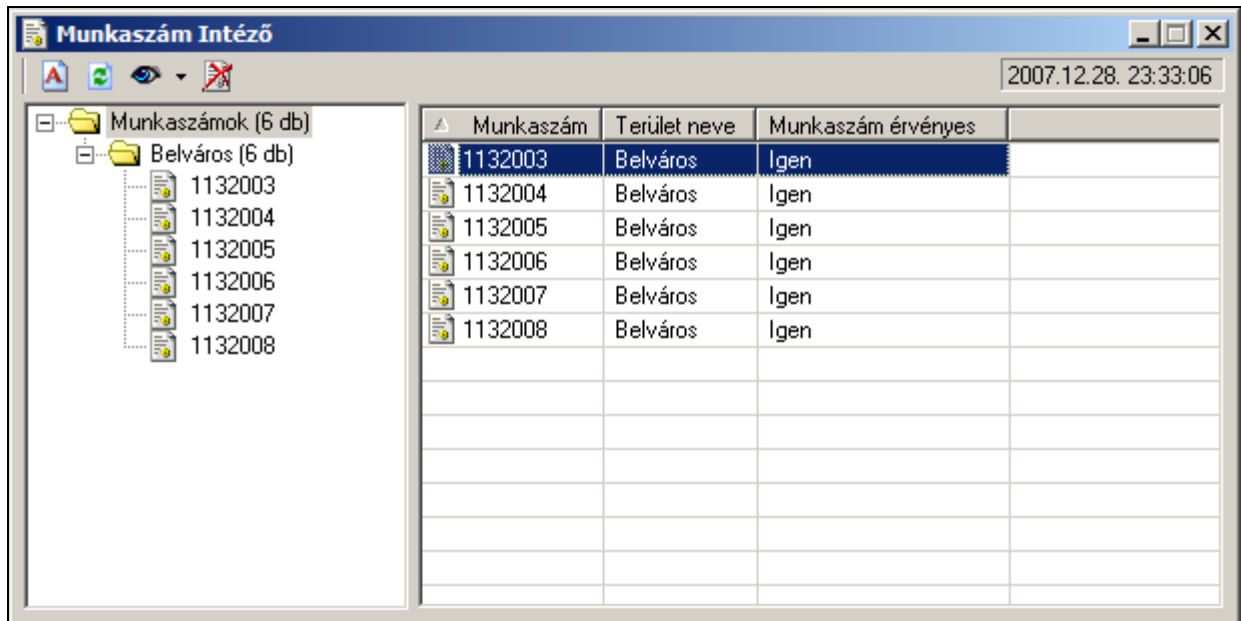 Munkaszám Intéző
2007.12.28. 23:33:06
Munkaszámok (6 db)
Belváros (6 db)
1132003
1132004
1132005
1132006
1132007
1132008
Munkaszám Terület neve Munkaszám érvényes
1132003 Belváros Igen
1132004 Belváros Igen
1132005 Belváros Igen
1132006 Belváros Igen
1132007 Belváros Igen
1132008 Belváros Igen